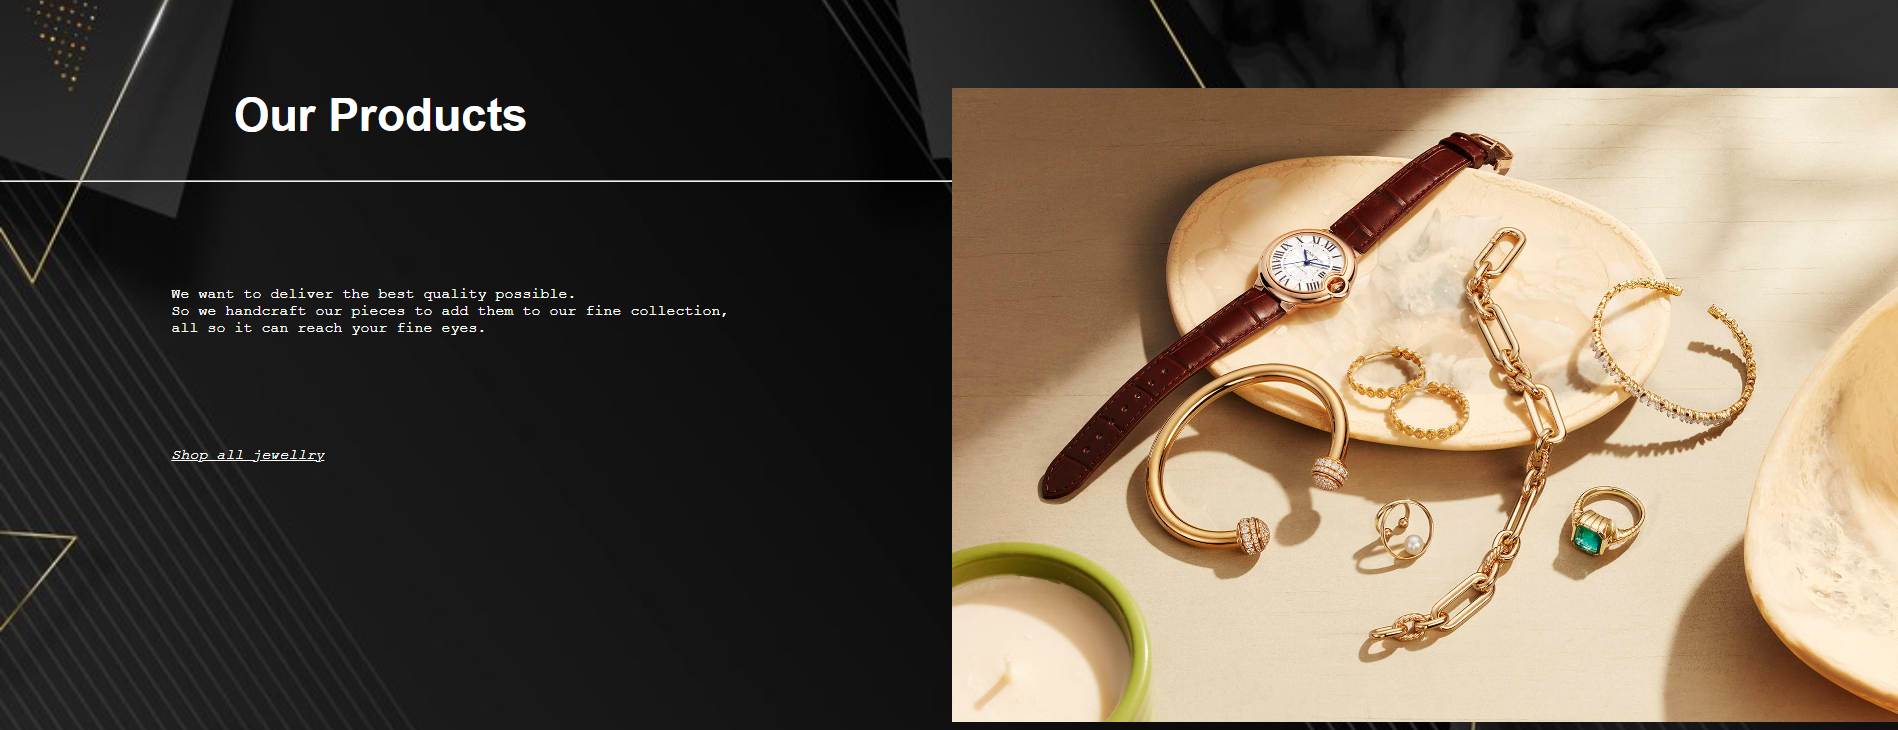 Our Products
We want to deliver the best quality possible.
So we handcraft our pieces to add them to our fine collection,
all so it can reach your fine eyes.
Shop all jewellry